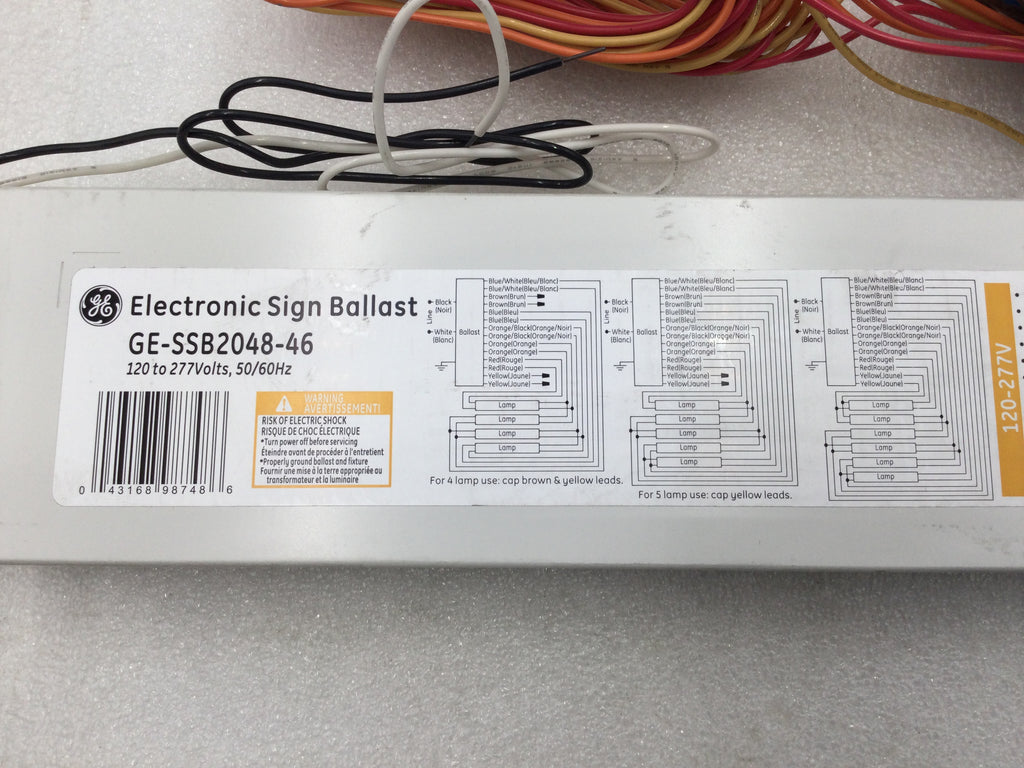 GE Electronic Sign Ballast
GE-SSB2048-46
120 to 277Volts, 50/60Hz
0 43168 98748 6
WARNING
AVERTISSEMENT!
RISK OF ELECTRIC SHOCK
RISQUE DE CHOC ÉLECTRIQUE
*Turn power off before servicing
Éteindre avant de procéder à l'entretient
*Properly ground ballast and fixture
Fournir une mise à la terre appropriée au
transformateur et la luminaire
Black
(Noir)
Line
White
(Blanc)
Ballast
Blue/White(Bleu/Blanc)
Blue/White(Bleu/Blanc)
Brown(Brun)
Brown(Brun)
Blue(Bleu)
Blue(Bleu)
Orange/Black(Orange/Noir)
Orange/Black(Orange/Noir)
Orange(Orange)
Orange(Orange)
Red(Rouge)
Red(Rouge)
Yellow(Jaune)
Yellow(Jaune)
Lamp
Lamp
Lamp
Lamp
For 4 lamp use: cap brown & yellow leads.
Black
(Noir)
Line
White
(Blanc)
Ballast
Blue/White(Bleu/Blanc)
Blue/White(Bleu/Blanc)
Brown(Brun)
Brown(Brun)
Blue(Bleu)
Blue(Bleu)
Orange/Black(Orange/Noir)
Orange/Black(Orange/Noir)
Orange(Orange)
Orange(Orange)
Red(Rouge)
Red(Rouge)
Yellow(Jaune)
Yellow(Jaune)
Lamp
Lamp
Lamp
Lamp
Lamp
For 5 lamp use: cap yellow leads.
Black
(Noir)
Line
White
(Blanc)
Ballast
Blue/White(Bleu/Blanc)
Blue/White(Bleu/Blanc)
Brown(Brun)
Brown(Brun)
Blue(Bleu)
Blue(Bleu)
Orange/Black(Orange/Noir)
Orange/Black(Orange/Noir)
Orange(Orange)
Orange(Orange)
Red(Rouge)
Red(Rouge)
Yellow(Jaune)
Yellow(Jaune)
Lamp
Lamp
Lamp
Lamp
Lamp
Lamp
120-277V